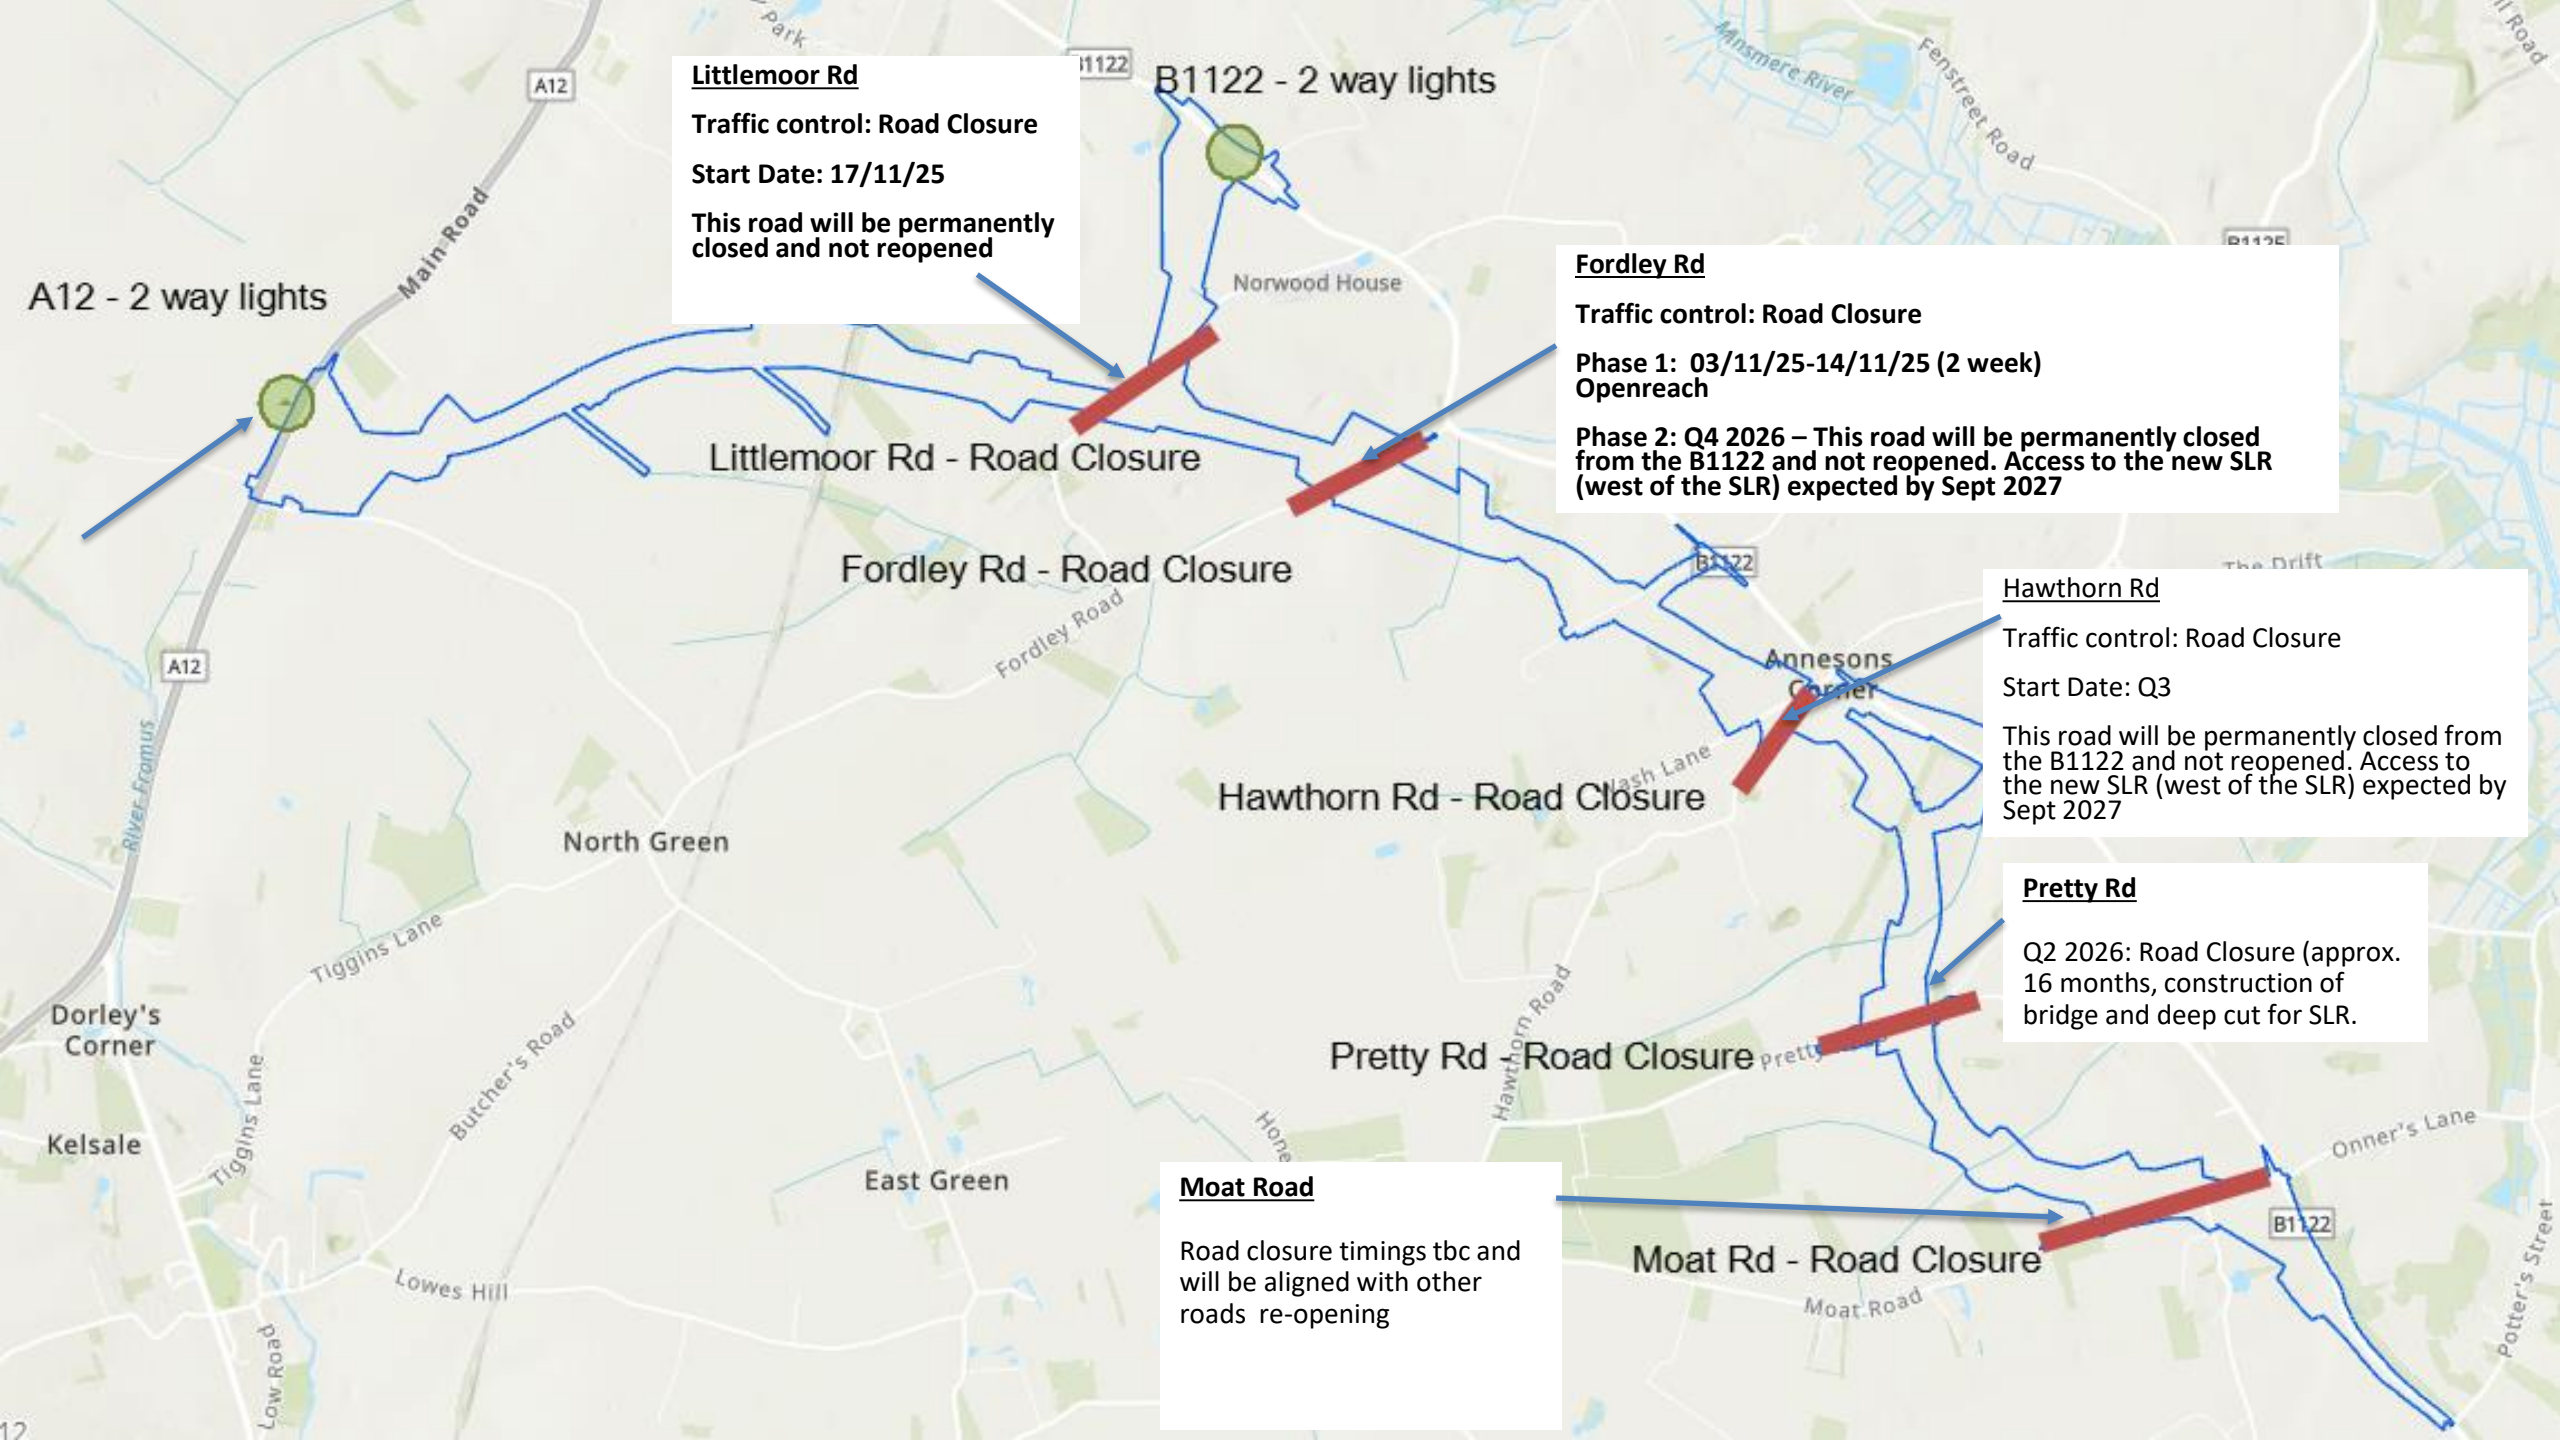 Park
A12
B1122 - 2 way lights
Minsmere River
Fenstreet Road
Littlemoor Rd
Traffic control: Road Closure
Start Date: 17/11/25
This road will be permanently
closed and not reopened
Main Road
A12 - 2 way lights
Norwood House
B1125
Fordley Rd
Traffic control: Road Closure
Phase 1: 03/11/25-14/11/25 (2 week)
Openreach
Phase 2: Q4 2026 – This road will be permanently closed
from the B1122 and not reopened. Access to the new SLR
(west of the SLR) expected by Sept 2027
Littlemoor Rd - Road Closure
Fordley Rd - Road Closure
Fordley Road
B1122
The Drift
A12
River Fromus
Annesons
Corner
Hawthorn Rd
Traffic control: Road Closure
Start Date: Q3
This road will be permanently closed from
the B1122 and not reopened. Access to
the new SLR (west of the SLR) expected by
Sept 2027
Hawthorn Rd - Road Closure
Lane
North Green
Tiggins Lane
Pretty Rd
Q2 2026: Road Closure (approx.
16 months, construction of
bridge and deep cut for SLR.
Dorley's
Corner
Butcher's Road
Hawthorn Road
Pretty Rd - Road Closure
Pretty
Kelsale
Tiggins Lane
East Green
Hone
Onner's Lane
Moat Road
Road closure timings tbc and
will be aligned with other
roads re-opening
B1122
Moat Rd - Road Closure
Moat Road
Potter's Street
Lowes Hill
Low Road
12